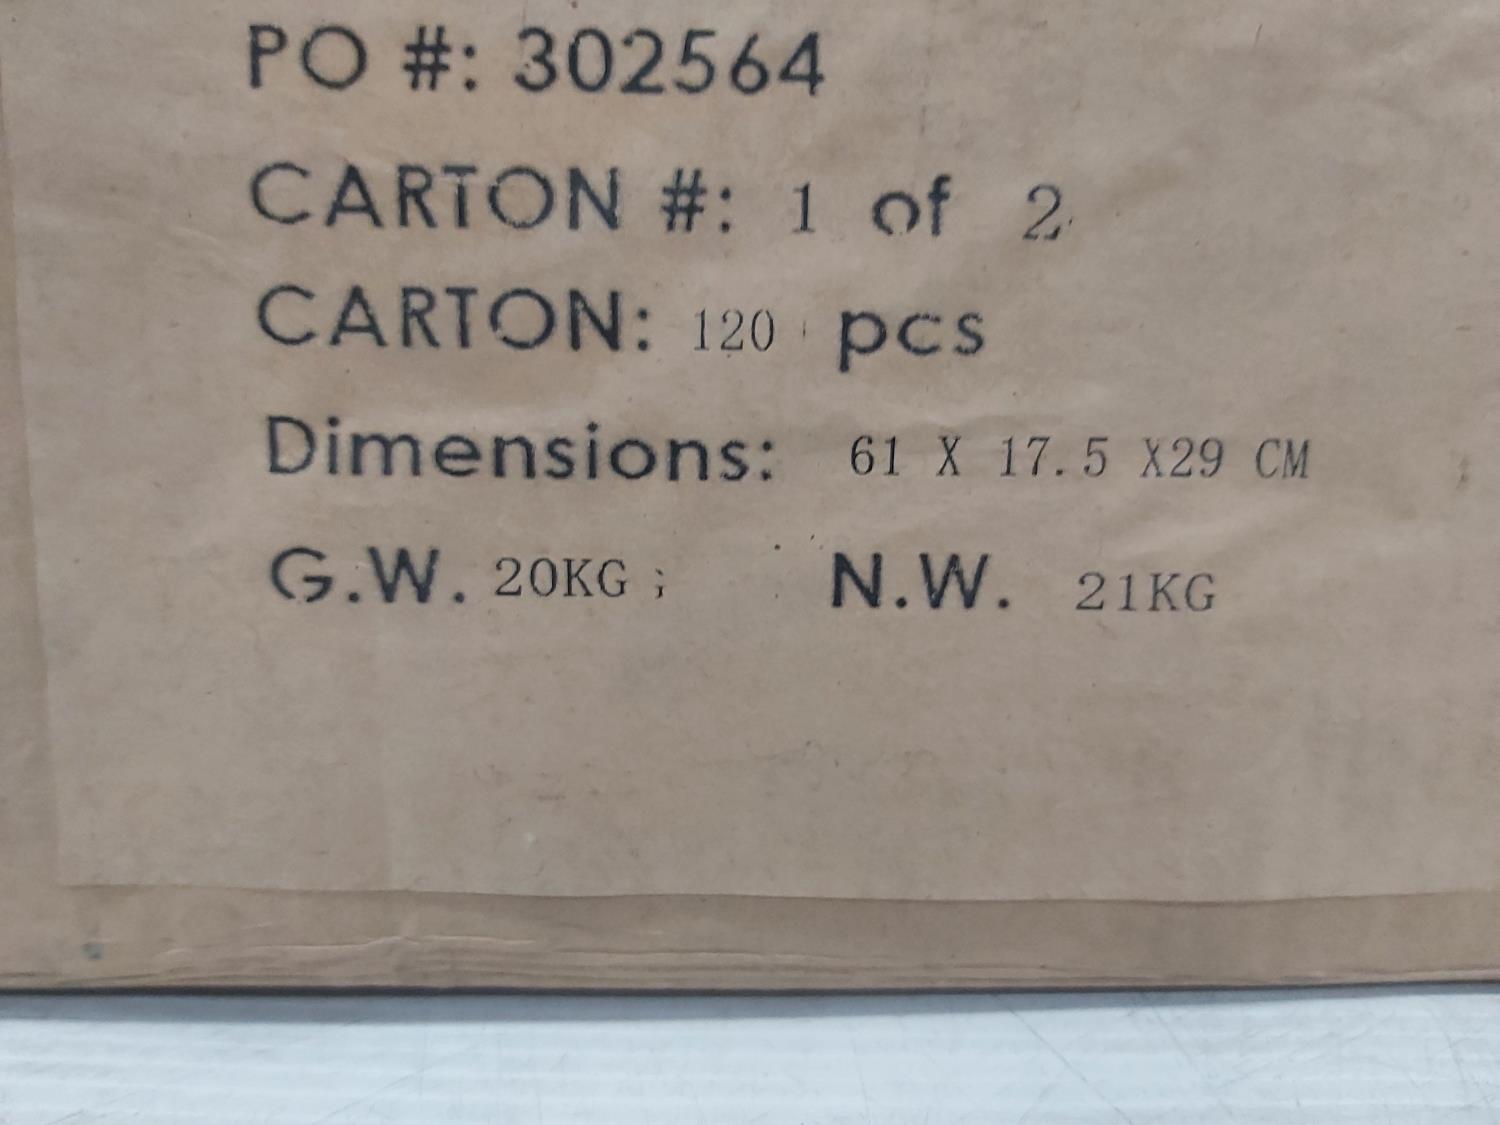 PO #: 302564
CARTON #: 1 of 2
CARTON: 120 pcs
Dimensions: 61 X 17.5 X29 CM
G.W. 20KG ; N.W. 21KG